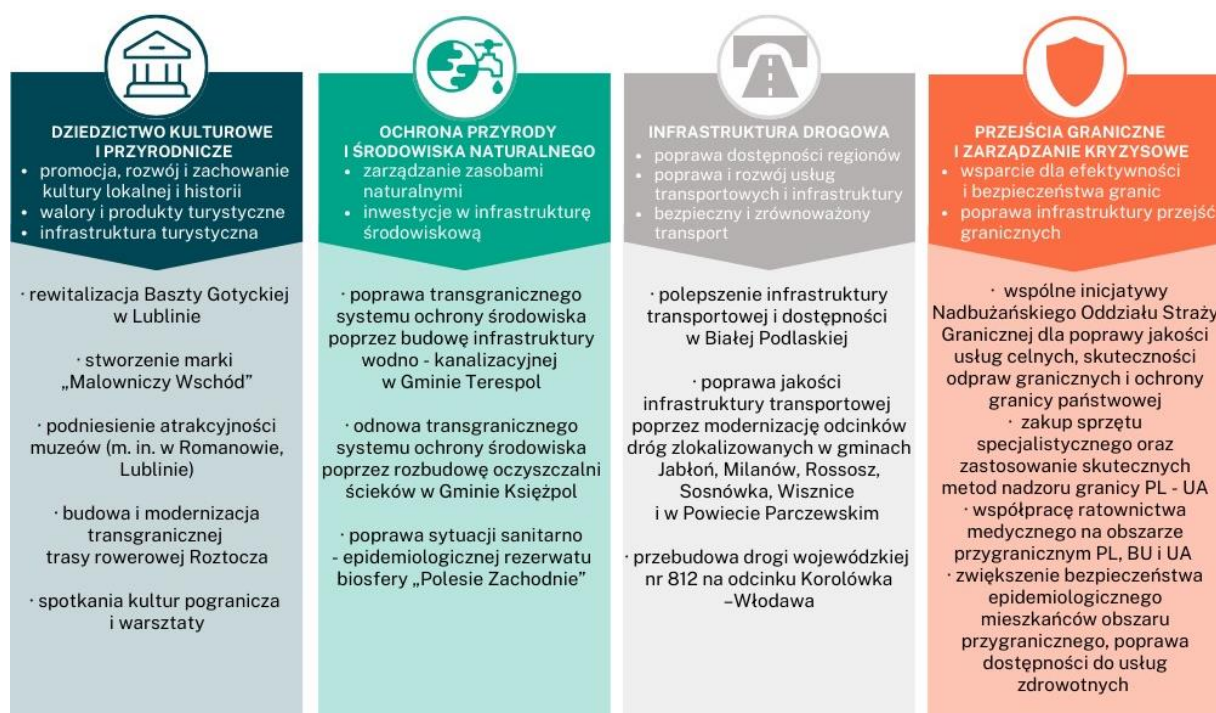 DZIEDZICTWO KULTUROWE
I PRZYRODNICZE
• promocja, rozwój i zachowanie
kultury lokalnej i historii
• walory i produkty turystyczne
• infrastruktura turystyczna
· rewitalizacja Baszty Gotyckiej
w Lublinie
· stworzenie marki
„Malowniczy Wschód”
· podniesienie atrakcyjności
muzeów (m. in. w Romanowie,
Lublinie)
· budowa i modernizacja
transgranicznej
trasy rowerowej Roztocza
· spotkania kultur pogranicza
i warsztaty
OCHRONA PRZYRODY
I ŚRODOWISKA NATURALNEGO
• zarządzanie zasobami
naturalnymi
• inwestycje w infrastrukturę
środowiskową
· poprawa transgranicznego
systemu ochrony środowiska
poprzez budowę infrastruktury
wodno - kanalizacyjnej
w Gminie Terespol
· odnowa transgranicznego
systemu ochrony środowiska
poprzez rozbudowę oczyszczalni
ścieków w Gminie Księżpol
· poprawa sytuacji sanitarno
- epidemiologicznej rezerwatu
biosfery „Polesie Zachodnie”
INFRASTRUKTURA DROGOWA
• poprawa dostępności regionów
• poprawa i rozwój usług
transportowych i infrastruktury
• bezpieczny i zrównoważony
transport
· polepszenie infrastruktury
transportowej i dostępności
w Białej Podlaskiej
· poprawa jakości
infrastruktury transportowej
poprzez modernizację odcinków
dróg zlokalizowanych w gminach
Jabłoń, Milanów, Rossosz,
Sosnówka, Wisznice
i w Powiecie Parczewskim
· przebudowa drogi wojewódzkiej
nr 812 na odcinku Korolówka
–Włodawa
PRZEJŚCIA GRANICZNE
I ZARZĄDZANIE KRYZYSOWE
• wsparcie dla efektywności
i bezpieczeństwa granic
• poprawa infrastruktury przejść
granicznych
· wspólne inicjatywy
Nadbużańskiego Oddziału Straży
Granicznej dla poprawy jakości
usług celnych, skuteczności
odpraw granicznych i ochrony
granicy państwowej
· zakup sprzętu
specjalistycznego oraz
zastosowanie skutecznych
metod nadzoru granicy PL - UA
· współpracę ratownictwa
medycznego na obszarze
przygranicznym PL, BU i UA
· zwiększenie bezpieczeństwa
epidemiologicznego
mieszkańców obszaru
przygranicznego, poprawa
dostępności do usług
zdrowotnych